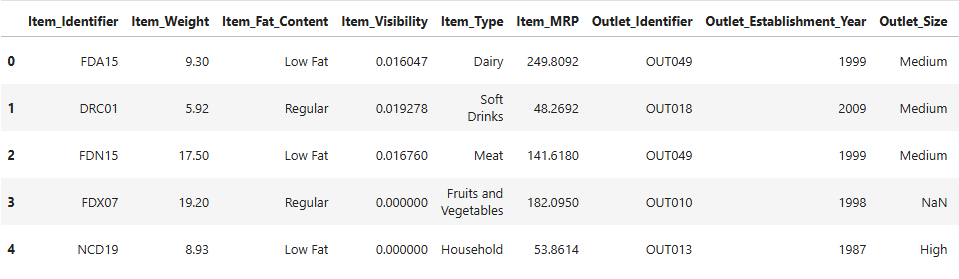 Item_Identifier Item_Weight Item_Fat_Content Item_Visibility Item_Type Item_MRP Outlet_Identifier Outlet_Establishment_Year Outlet_Size
0 FDA15 9.30 Low Fat 0.016047 Dairy 249.8092 OUT049 1999 Medium
1 DRC01 5.92 Regular 0.019278 Soft Drinks 48.2692 OUT018 2009 Medium
2 FDN15 17.50 Low Fat 0.016760 Meat 141.6180 OUT049 1999 Medium
3 FDX07 19.20 Regular 0.000000 Fruits and Vegetables 182.0950 OUT010 1998 NaN
4 NCD19 8.93 Low Fat 0.000000 Household 53.8614 OUT013 1987 High